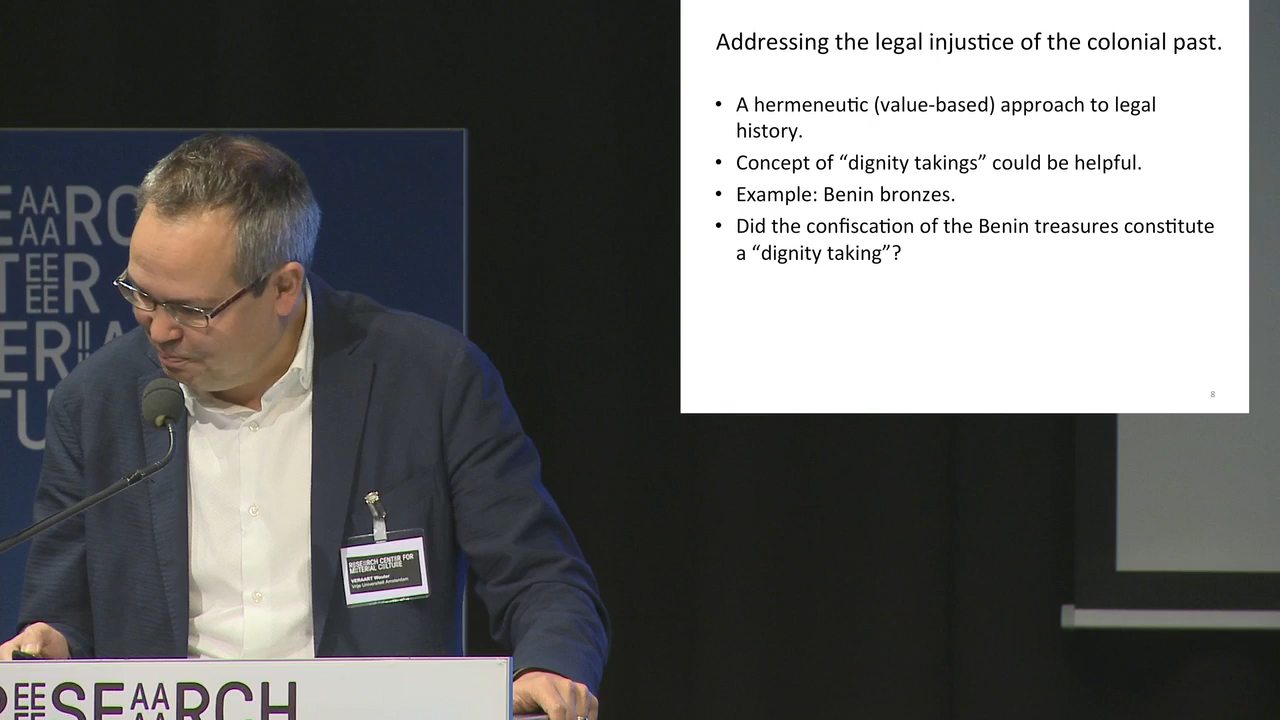 Addressing the legal injustice of the colonial past.
• A hermeneutic (value-based) approach to legal
history.
• Concept of “dignity takings” could be helpful.
• Example: Benin bronzes.
• Did the confiscation of the Benin treasures constitute
a “dignity taking”?
8
RESEARCH CENTER FOR
MATERIAL CULTURE
VERAART Wouter
Vrije Universiteit Amsterdam
RESEARCH